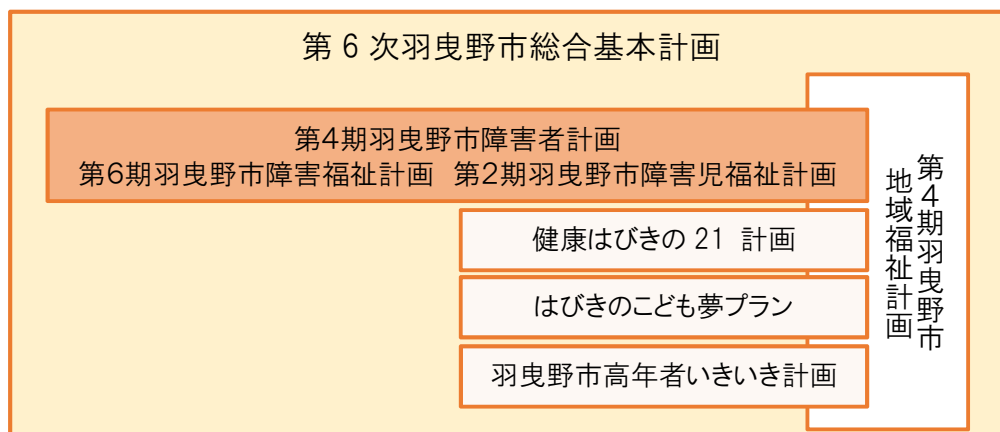 第6次羽曳野市総合基本計画
第4期羽曳野市障害者計画
第6期羽曳野市障害福祉計画 第2期羽曳野市障害児福祉計画
健康はびきの 21 計画
はびきのこども夢プラン
羽曳野市高年者いきいき計画
第4期羽曳野市
地域福祉計画